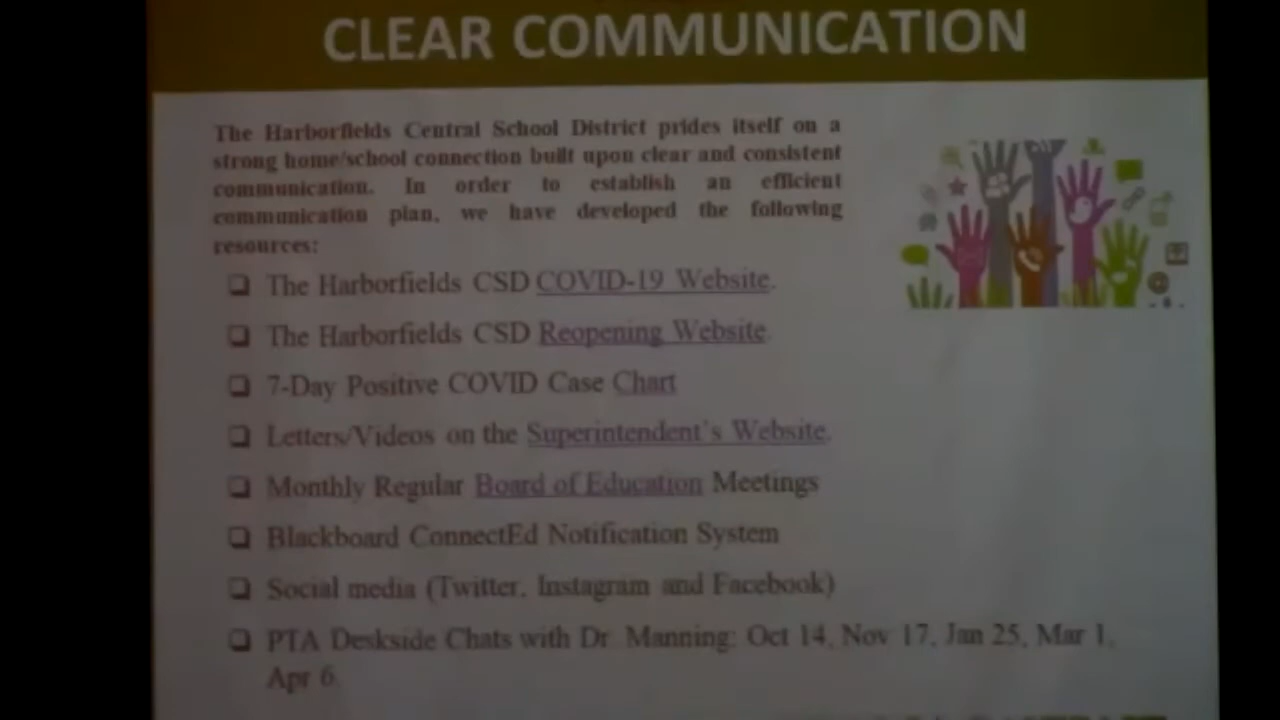 CLEAR COMMUNICATION
The Harborfields Central School District prides itself on a
strong home/school connection built upon clear and consistent
communication. In order to establish an efficient
communication plan, we have developed the following
resources:
❑ The Harborfields CSD COVID-19 Website.
❑ The Harborfields CSD Reopening Website.
❑ 7-Day Positive COVID Case Chart
❑ Letters/Videos on the Superintendent's Website.
❑ Monthly Regular Board of Education Meetings
❑ Blackboard ConnectEd Notification System
❑ Social media (Twitter, Instagram and Facebook)
❑ PTA Deskside Chats with Dr. Manning: Oct 14, Nov 17, Jan 25, Mar 1,
Apr 6